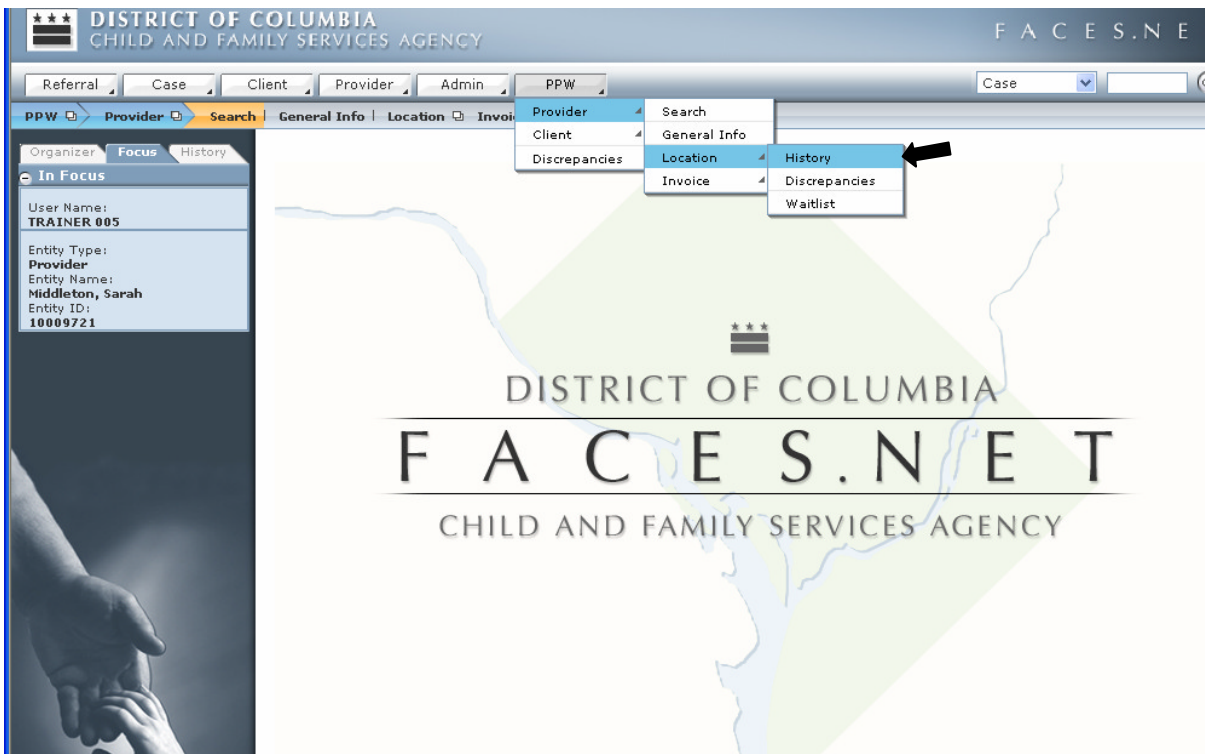 DISTRICT OF COLUMBIA
CHILD AND FAMILY SERVICES AGENCY
F A C E S . N E
Referral Case Client Provider Admin PPW Case
PPW Provider Search General Info Location Invoi
Provider
Client
Discrepancies
Search
General Info
Location
Invoice
History
Discrepancies
Waitlist
Organizer Focus History
In Focus
User Name:
TRAINER 005
Entity Type:
Provider
Entity Name:
Middleton, Sarah
Entity ID:
10009721
DISTRICT OF COLUMBIA
F A C E S . N E T
CHILD AND FAMILY SERVICES AGENCY